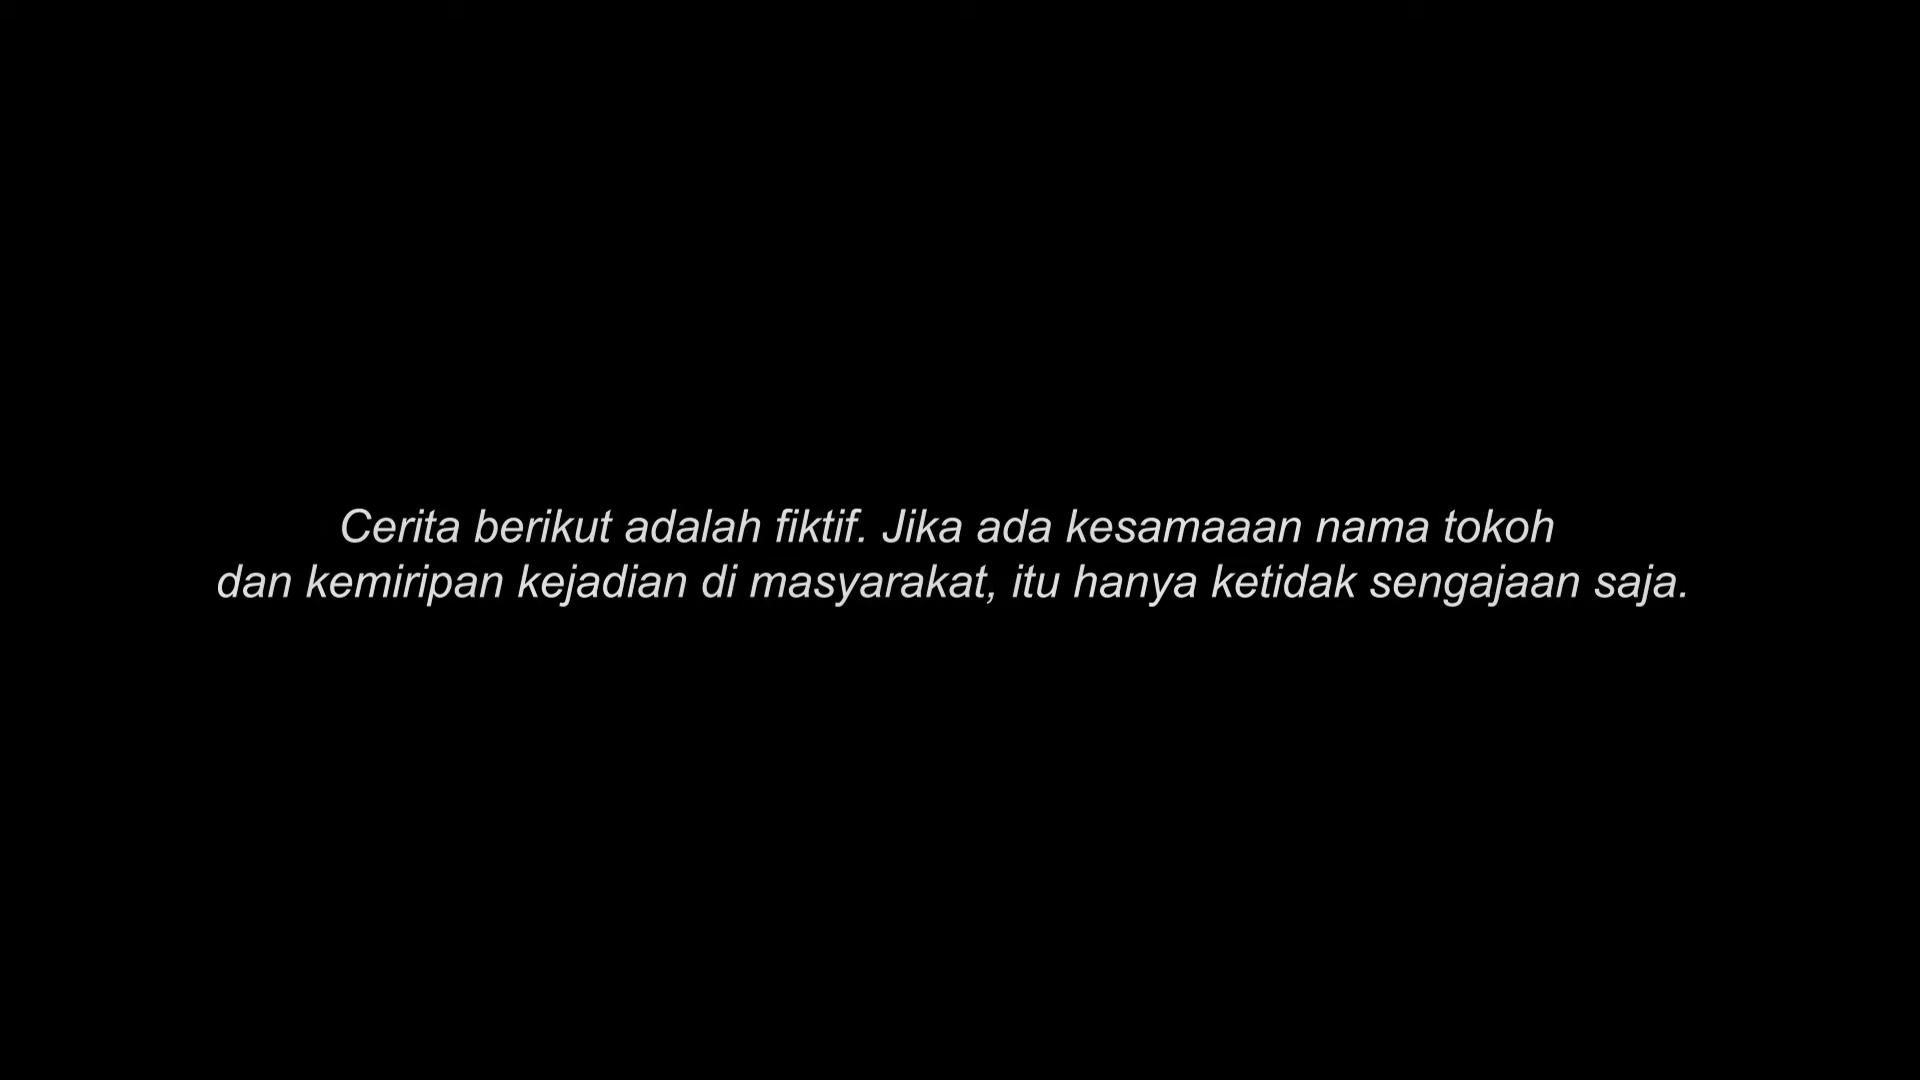 Cerita berikut adalah fiktif. Jika ada kesamaaan nama tokoh
dan kemiripan kejadian di masyarakat, itu hanya ketidak sengajaan saja.